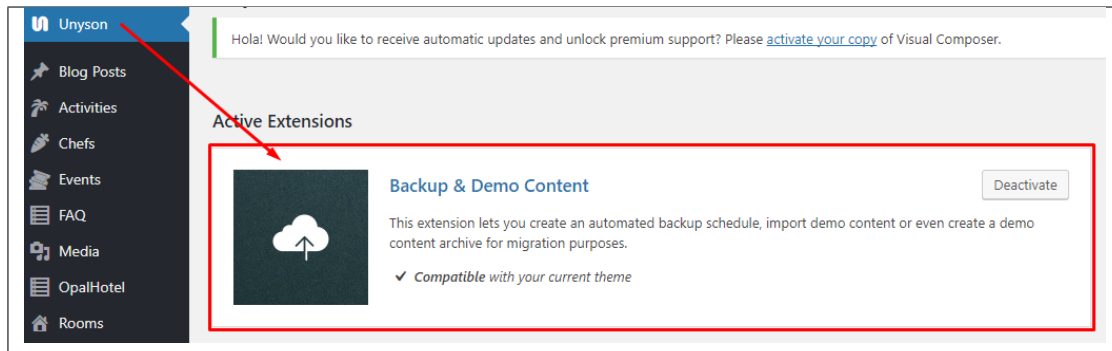 Unyson
Hola! Would you like to receive automatic updates and unlock premium support? Please activate your copy of Visual Composer.
Blog Posts
Activities
Chefs
Events
FAQ
Media
OpalHotel
Rooms
Active Extensions
Backup & Demo Content
Deactivate
This extension lets you create an automated backup schedule, import demo content or even create a demo
content archive for migration purposes.
✔ Compatible with your current theme